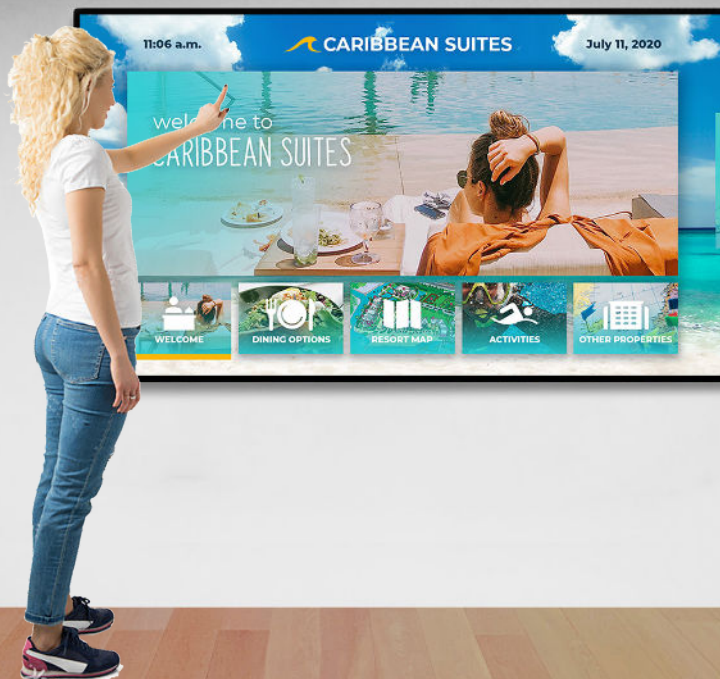 11:06 a.m.
CARIBBEAN SUITES
July 11, 2020
welcome to
CARIBBEAN SUITES
WELCOME
DINING OPTIONS
RESORT MAP
ACTIVITIES
OTHER PROPERTIES